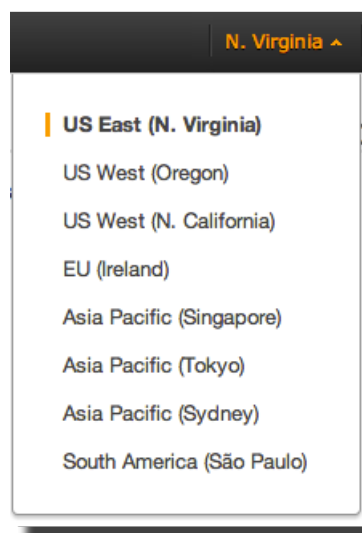 N. Virginia
US East (N. Virginia)
US West (Oregon)
US West (N. California)
EU (Ireland)
Asia Pacific (Singapore)
Asia Pacific (Tokyo)
Asia Pacific (Sydney)
South America (São Paulo)